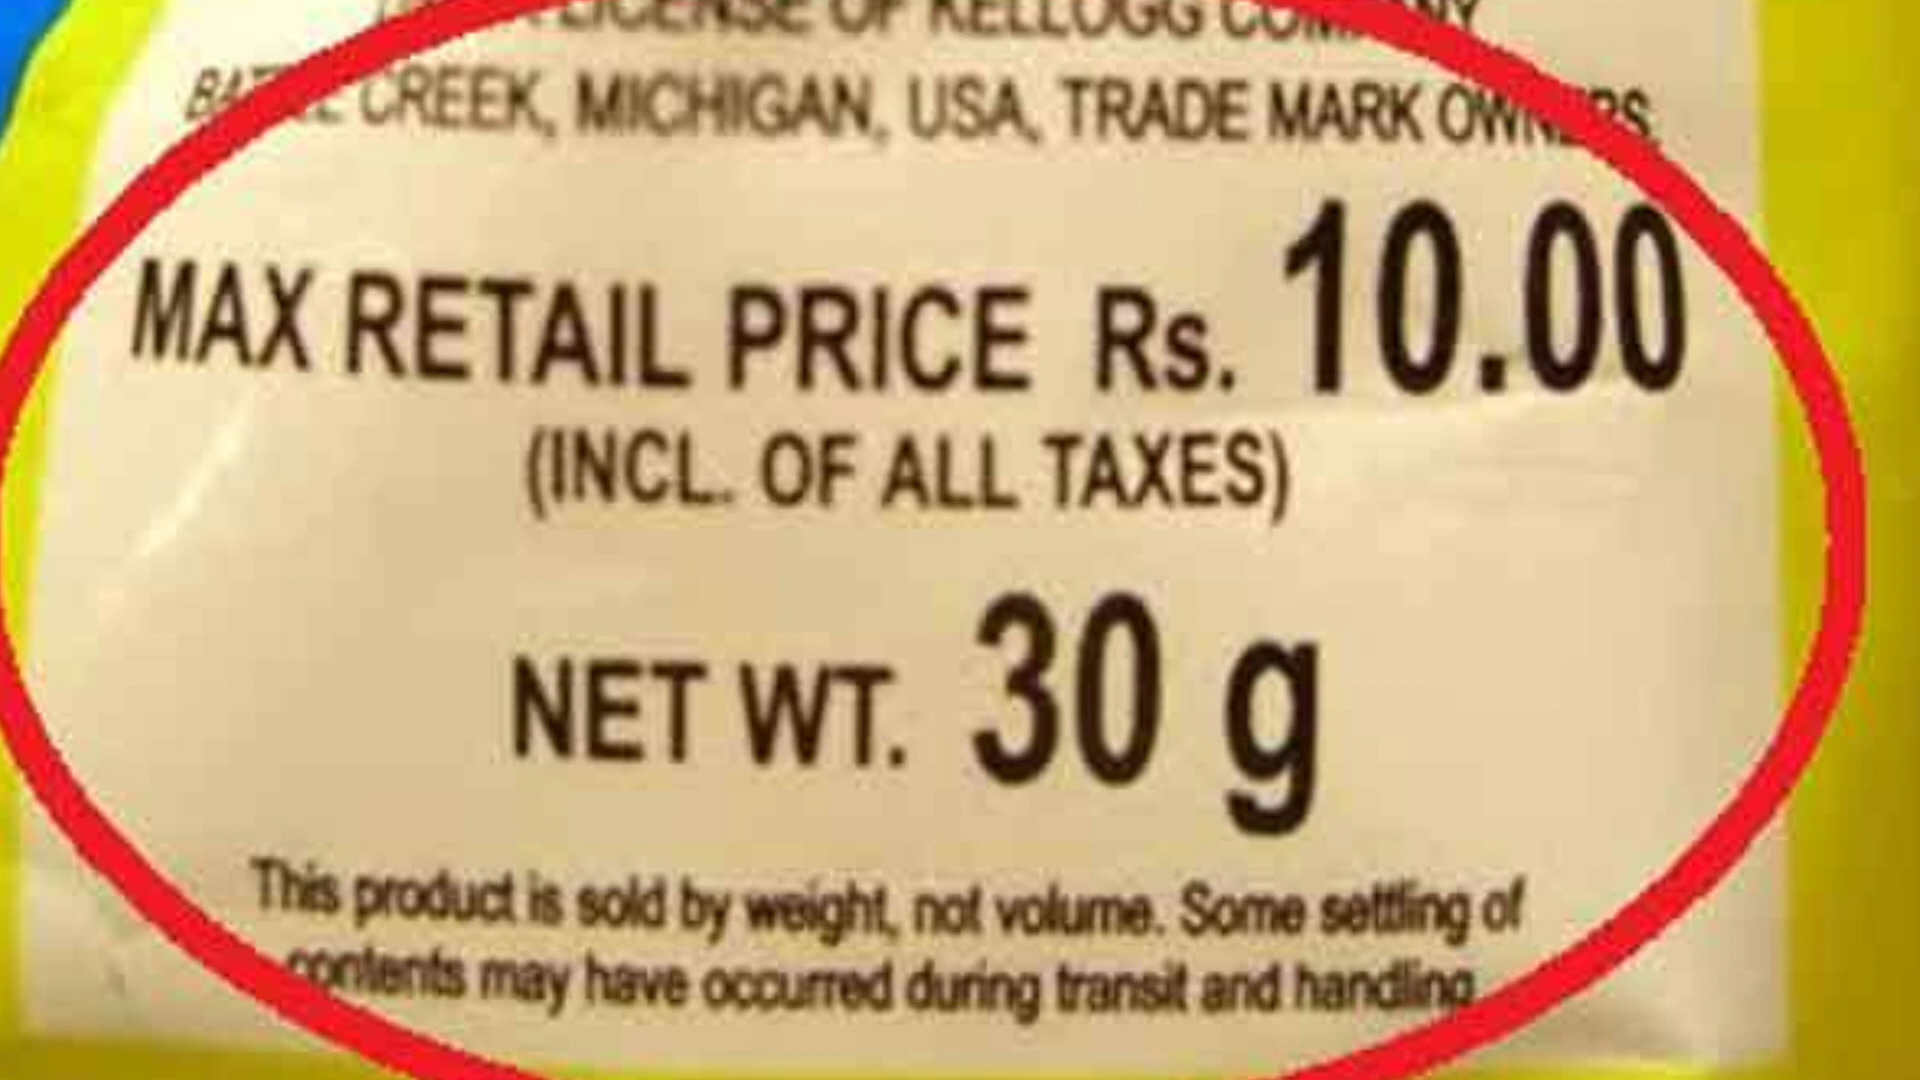 LICENSE OF KELLOGG COMPANY
BATTLE CREEK, MICHIGAN, USA, TRADE MARK OWNERS.
MAX RETAIL PRICE Rs. 10.00
(INCL. OF ALL TAXES)
NET WT. 30 g
This product is sold by weight, not volume. Some settling of
contents may have occurred during transit and handling